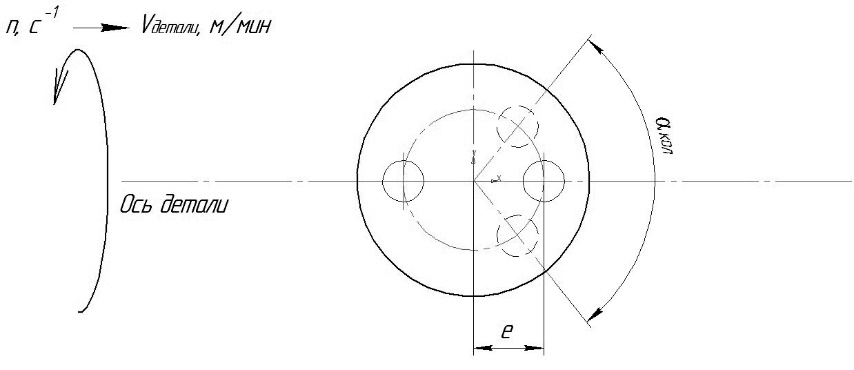 n, с⁻¹ → Vдетали, м/мин
αкол
Y
X
Ось детали
e